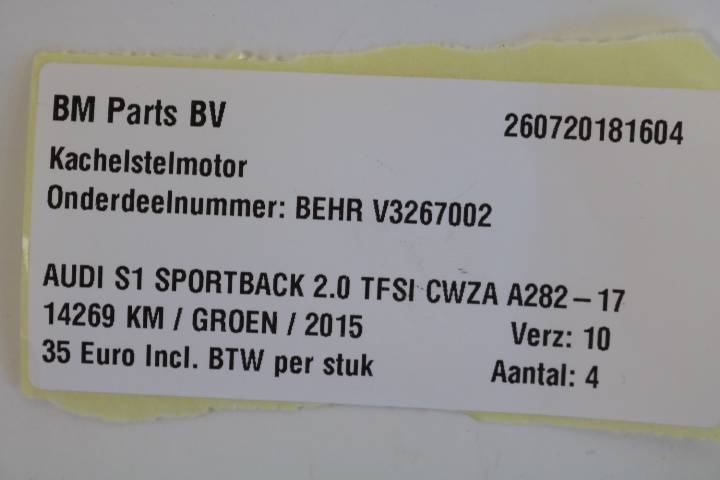 BM Parts BV 260720181604
Kachelstelmotor
Onderdeelnummer: BEHR V3267002
AUDI S1 SPORTBACK 2.0 TFSI CWZA A282-17
14269 KM / GROEN / 2015 Verz: 10
35 Euro Incl. BTW per stuk Aantal: 4